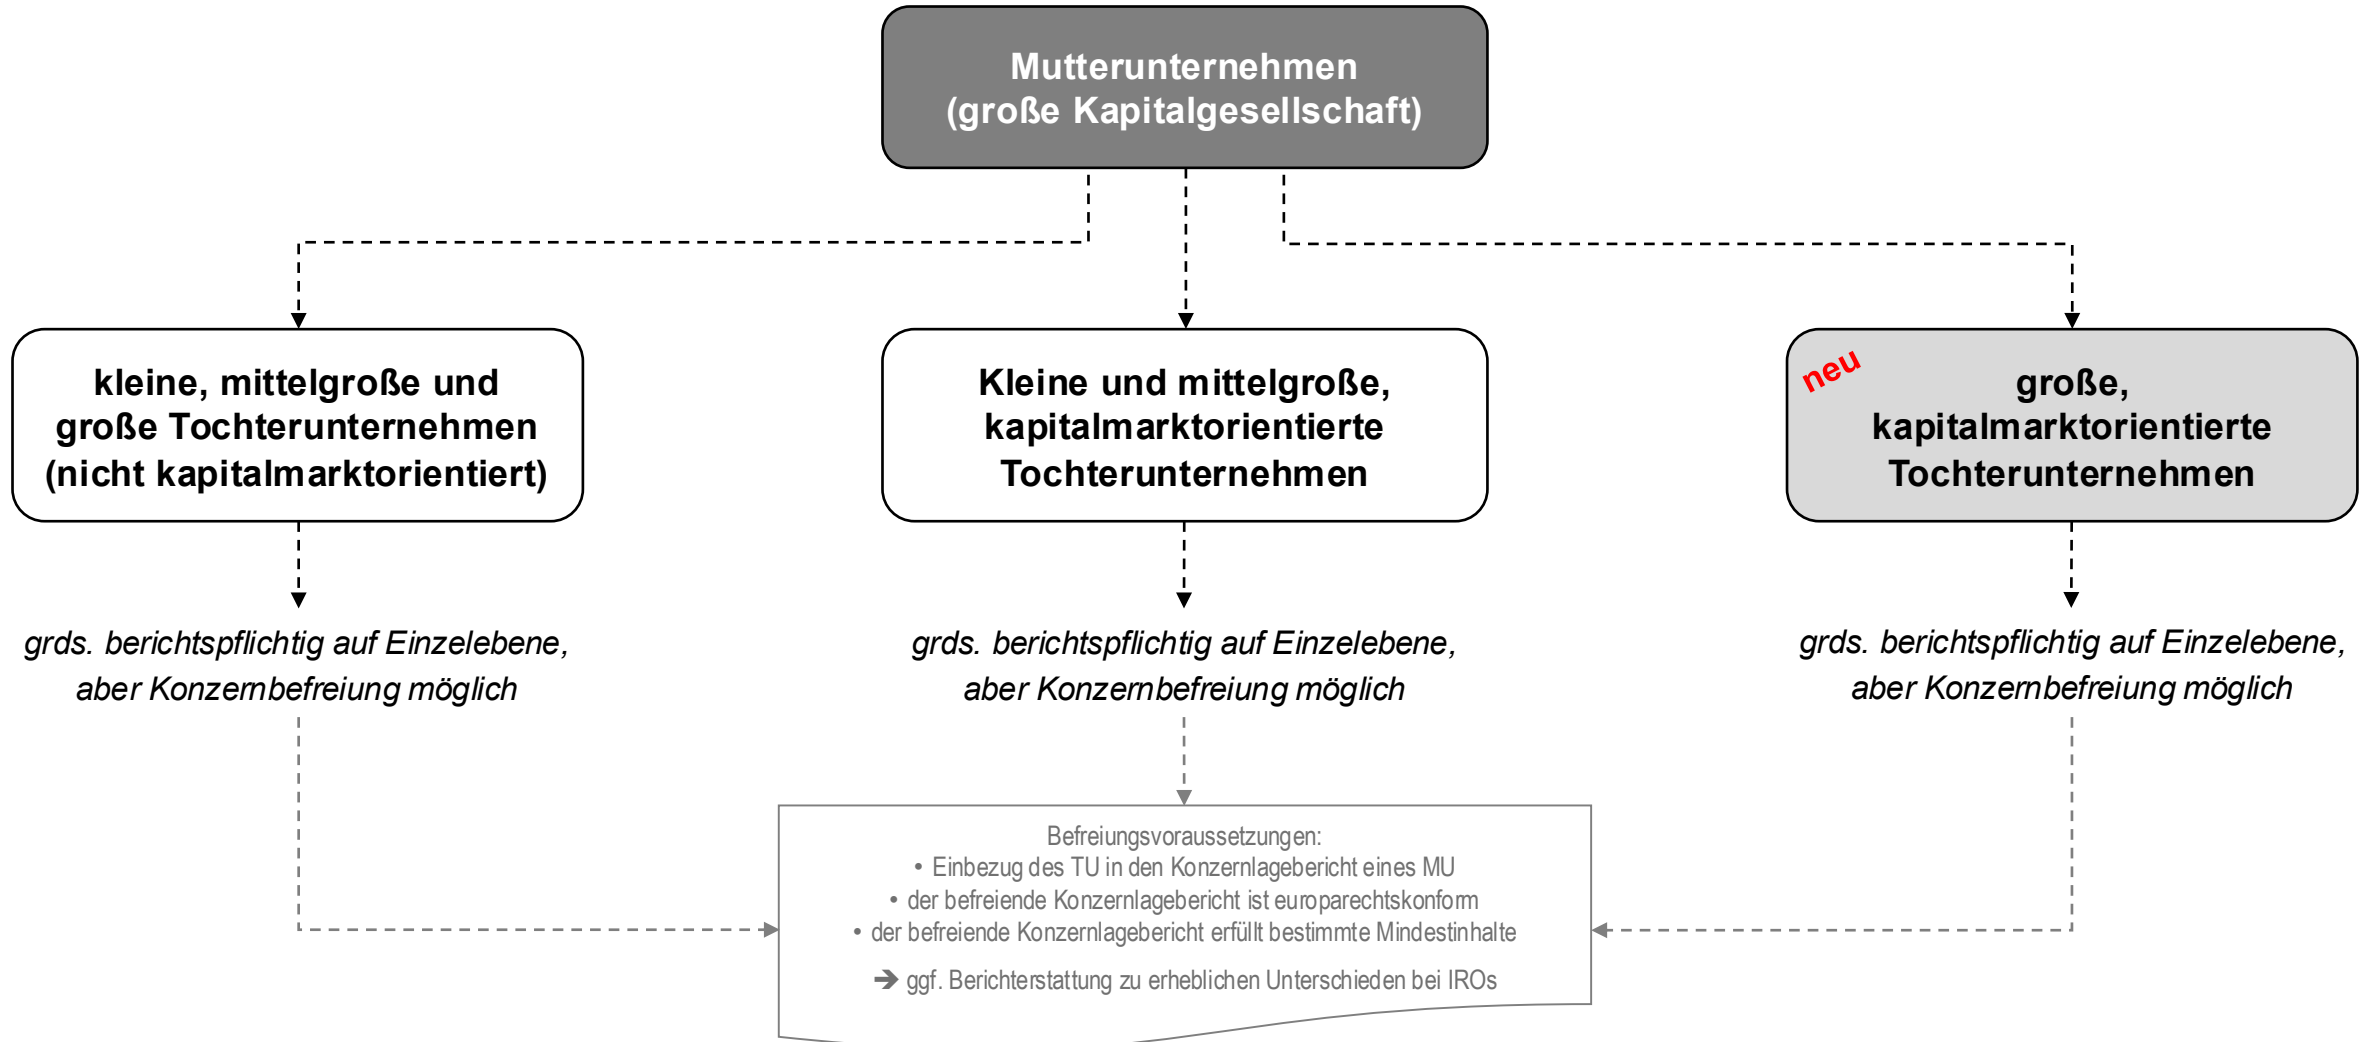 Mutterunternehmen
(große Kapitalgesellschaft)
kleine, mittelgroße und
große Tochterunternehmen
(nicht kapitalmarktorientiert)
Kleine und mittelgroße,
kapitalmarktorientierte
Tochterunternehmen
neu
große,
kapitalmarktorientierte
Tochterunternehmen
grds. berichtspflichtig auf Einzelebene,
aber Konzernbefreiung möglich
grds. berichtspflichtig auf Einzelebene,
aber Konzernbefreiung möglich
grds. berichtspflichtig auf Einzelebene,
aber Konzernbefreiung möglich
Befreiungsvoraussetzungen:
• Einbezug des TU in den Konzernlagebericht eines MU
• der befreiende Konzernlagebericht ist europarechtskonform
• der befreiende Konzernlagebericht erfüllt bestimmte Mindestinhalte
➔ ggf. Berichterstattung zu erheblichen Unterschieden bei IROs